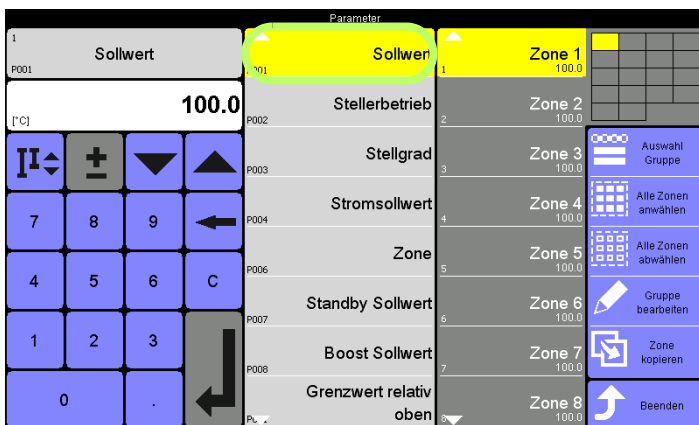 Parameter
1
Sollwert
P001
100.0
[°C]
7
8
9
4
5
6
C
1
2
3
0
.
Sollwert
Stellerbetrieb
P002
Stellgrad
P003
Stromsollwert
P004
Zone
P006
Standby Sollwert
P007
Boost Sollwert
P008
Grenzwert relativ
oben
Zone 1
1
100.0
Zone 2
2
100.0
Zone 3
3
100.0
Zone 4
4
100.0
Zone 5
5
100.0
Zone 6
6
100.0
Zone 7
7
100.0
Zone 8
100.0
Auswahl
Gruppe
Alle Zonen
anwählen
Alle Zonen
abwählen
Gruppe
bearbeiten
Zone
kopieren
Beenden